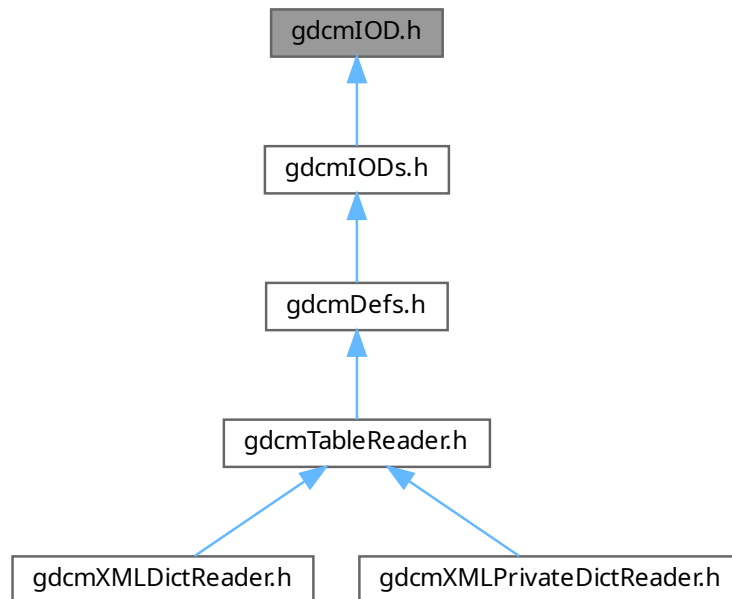 gdcmIOD.h
gdcmIODs.h
gdcmDefs.h
gdcmTableReader.h
gdcmXMLDictReader.h
gdcmXMLPrivateDictReader.h